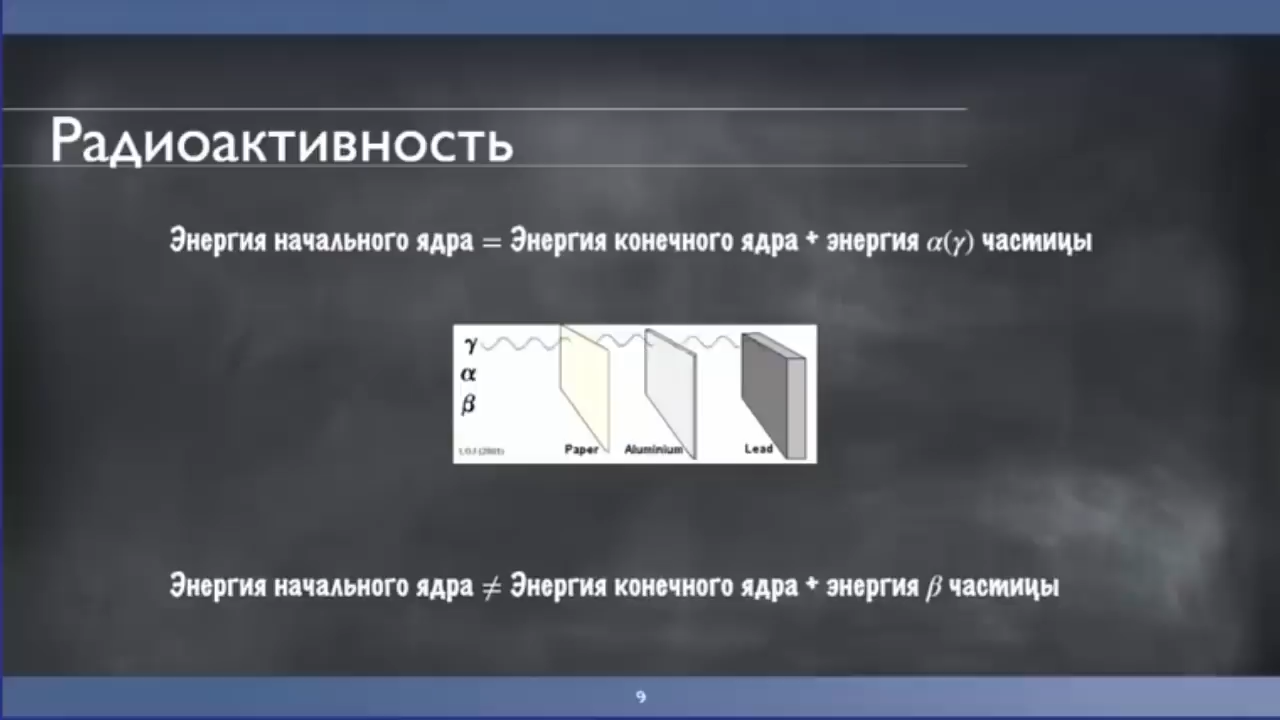 Радиоактивность
Энергия начального ядра = Энергия конечного ядра + энергия α(γ) частицы
γ
α
β
Paper Aluminium Lead
Энергия начального ядра ≠ Энергия конечного ядра + энергия β частицы
9